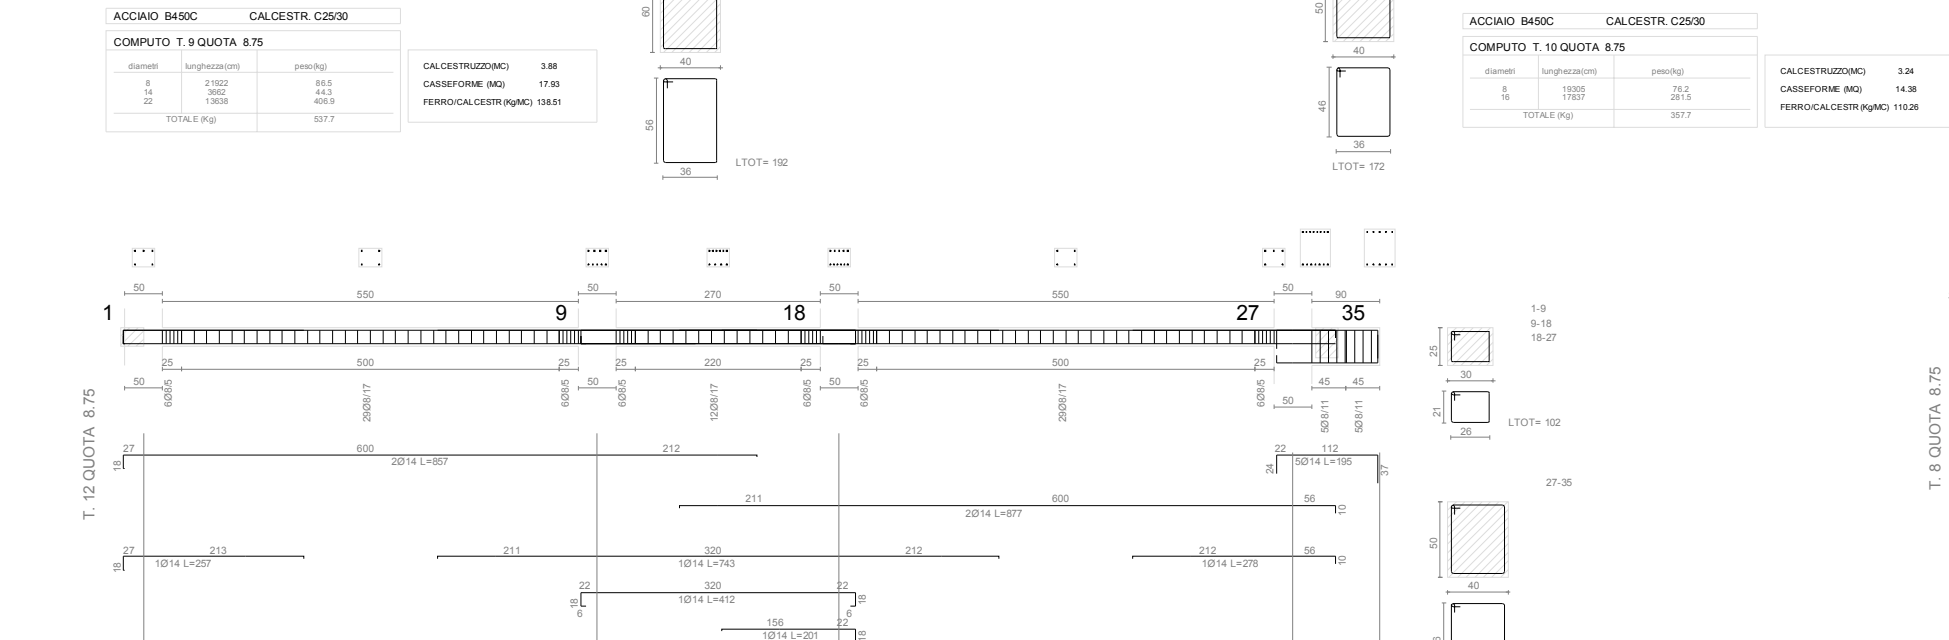 ACCIAIO B450C CALCESTR. C25/30
COMPUTO T. 9 QUOTA 8.75
diametri lunghezza(cm) peso(kg)
8 21922 86.5
14 3662 44.3
22 13638 406.9
TOTALE (Kg) 537.7
CALCESTRUZZO(MC) 3.88
CASSEFORME (MQ) 17.93
FERRO/CALCESTR (Kg/MC) 138.51
60
40
56
36
LTOT= 192
50
40
46
36
LTOT= 172
ACCIAIO B450C CALCESTR. C25/30
COMPUTO T. 10 QUOTA 8.75
diametri lunghezza(cm) peso(kg)
8 19305 76.2
16 17837 281.5
TOTALE (Kg) 357.7
CALCESTRUZZO(MC) 3.24
CASSEFORME (MQ) 14.38
FERRO/CALCESTR (Kg/MC) 110.26
T. 12 QUOTA 8.75
50 550 50 270 50 550 50 90
1 9 18 27 35
25 500 25 25 220 25 25 500 25
50 50 50 50 45 45
6Ø8/5 29Ø8/17 6Ø8/5 6Ø8/5 12Ø8/17 6Ø8/5 6Ø8/5 29Ø8/17 6Ø8/5 5Ø8/11 5Ø8/11
27 600 212 22 112
18 2Ø14 L=857 24 5Ø14 L=195 37
211 600 56
2Ø14 L=877 10
27 213 211 320 212 212 56
18 1Ø14 L=257 1Ø14 L=743 1Ø14 L=278 10
22 320 22
18 1Ø14 L=412 18
6 6
156 22
1Ø14 L=201 18
1-9
9-18
18-27
25
30
21
26
LTOT= 102
27-35
50
40
T. 8 QUOTA 8.75